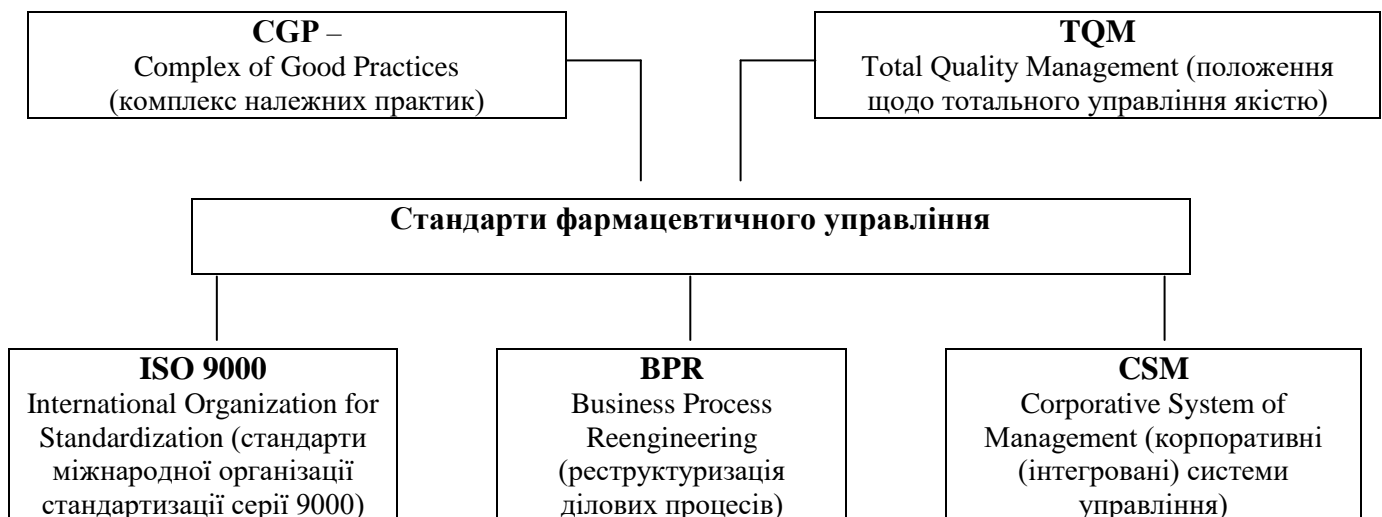 CGP –
Complex of Good Practices
(комплекс належних практик)
TQM
Total Quality Management (положення
щодо тотального управління якістю)
Стандарти фармацевтичного управління
ISO 9000
International Organization for
Standardization (стандарти
міжнародної організації
стандартизації серії 9000)
BPR
Business Process
Reengineering
(реструктуризація
ділових процесів)
CSM
Corporative System of
Management (корпоративні
(інтегровані) системи
управління)